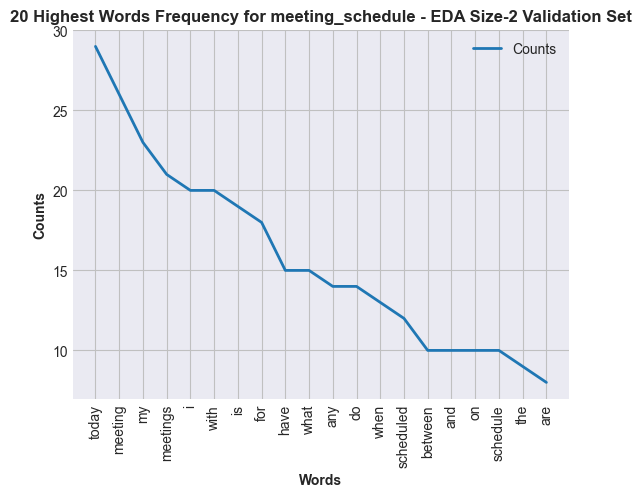 20 Highest Words Frequency for meeting_schedule - EDA Size-2 Validation Set
Counts
30
25
20
15
10
Counts
today
meeting
my
meetings
i
with
is
for
have
what
any
do
when
scheduled
between
and
on
schedule
the
are
Words